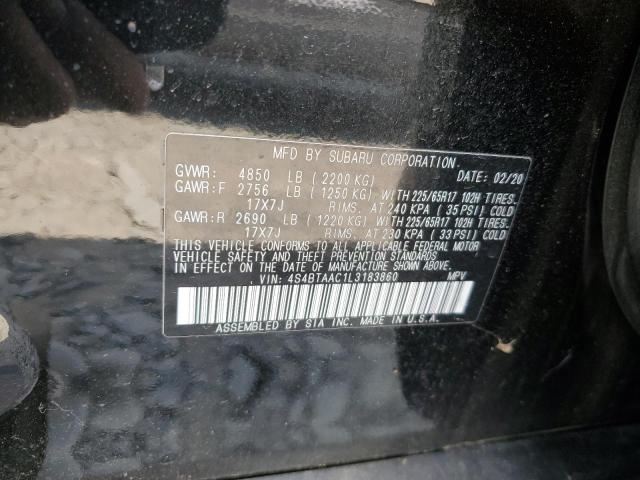 MFD BY SUBARU CORPORATION
GVWR: 4850 LB (2200 KG) DATE: 02/20
GAWR:F 2756 LB (1250 KG) WITH 225/65R17 102H TIRES.
17X7J RIMS. AT 240 KPA (35 PSI) COLD
GAWR:R 2690 LB (1220 KG) WITH 225/65R17 102H TIRES.
17X7J RIMS. AT 230 KPA (33 PSI) COLD
THIS VEHICLE CONFORMS TO ALL APPLICABLE FEDERAL MOTOR
VEHICLE SAFETY AND THEFT PREVENTION STANDARDS IN
EFFECT ON THE DATE OF MANUFACTURE SHOWN ABOVE.
VIN: 4S4BTAAC1L3183860 MPV
ASSEMBLED BY SIA INC. MADE IN U.S.A.